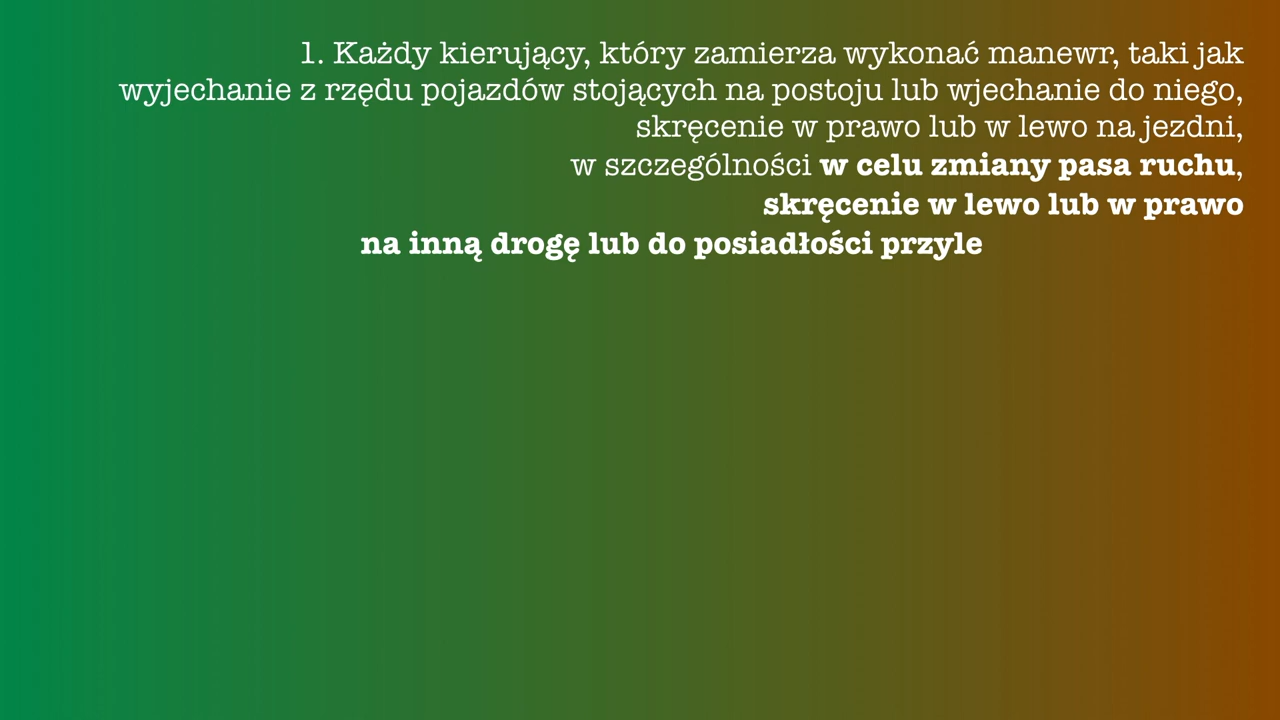 1. Każdy kierujący, który zamierza wykonać manewr, taki jak
wyjechanie z rzędu pojazdów stojących na postoju lub wjechanie do niego,
skręcenie w prawo lub w lewo na jezdni,
w szczególności w celu zmiany pasa ruchu,
skręcenie w lewo lub w prawo
na inną drogę lub do posiadłości przyle